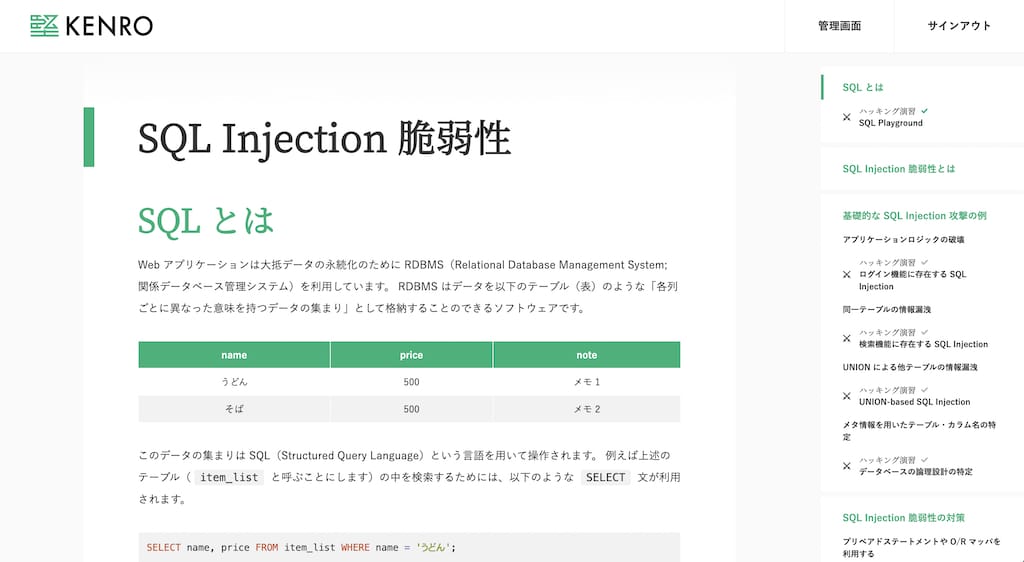 KENRO
管理画面
サインアウト
SQL Injection 脆弱性
SQL とは
Web アプリケーションは大抵データの永続化のために RDBMS（Relational Database Management System;
関係データベース管理システム）を利用しています。 RDBMS はデータを以下のテーブル（表）のような「各列
ごとに異なった意味を持つデータの集まり」として格納することのできるソフトウェアです。
name price note
うどん 500 メモ 1
そば 500 メモ 2
このデータの集まりは SQL（Structured Query Language）という言語を用いて操作されます。 例えば上述の
テーブル（ item_list と呼ぶことにします）の中を検索するためには、以下のような SELECT 文が利用
されます。
SELECT name, price FROM item_list WHERE name = 'うどん';
SQL とは
ハッキング演習
SQL Playground
SQL Injection 脆弱性とは
基礎的な SQL Injection 攻撃の例
アプリケーションロジックの破壊
ハッキング演習
ログイン機能に存在する SQL
Injection
同一テーブルの情報漏洩
ハッキング演習
検索機能に存在する SQL Injection
UNION による他テーブルの情報漏洩
ハッキング演習
UNION-based SQL Injection
メタ情報を用いたテーブル・カラム名の特
定
ハッキング演習
データベースの論理設計の特定
SQL Injection 脆弱性の対策
プリペアドステートメントや O/R マッパを
利用する